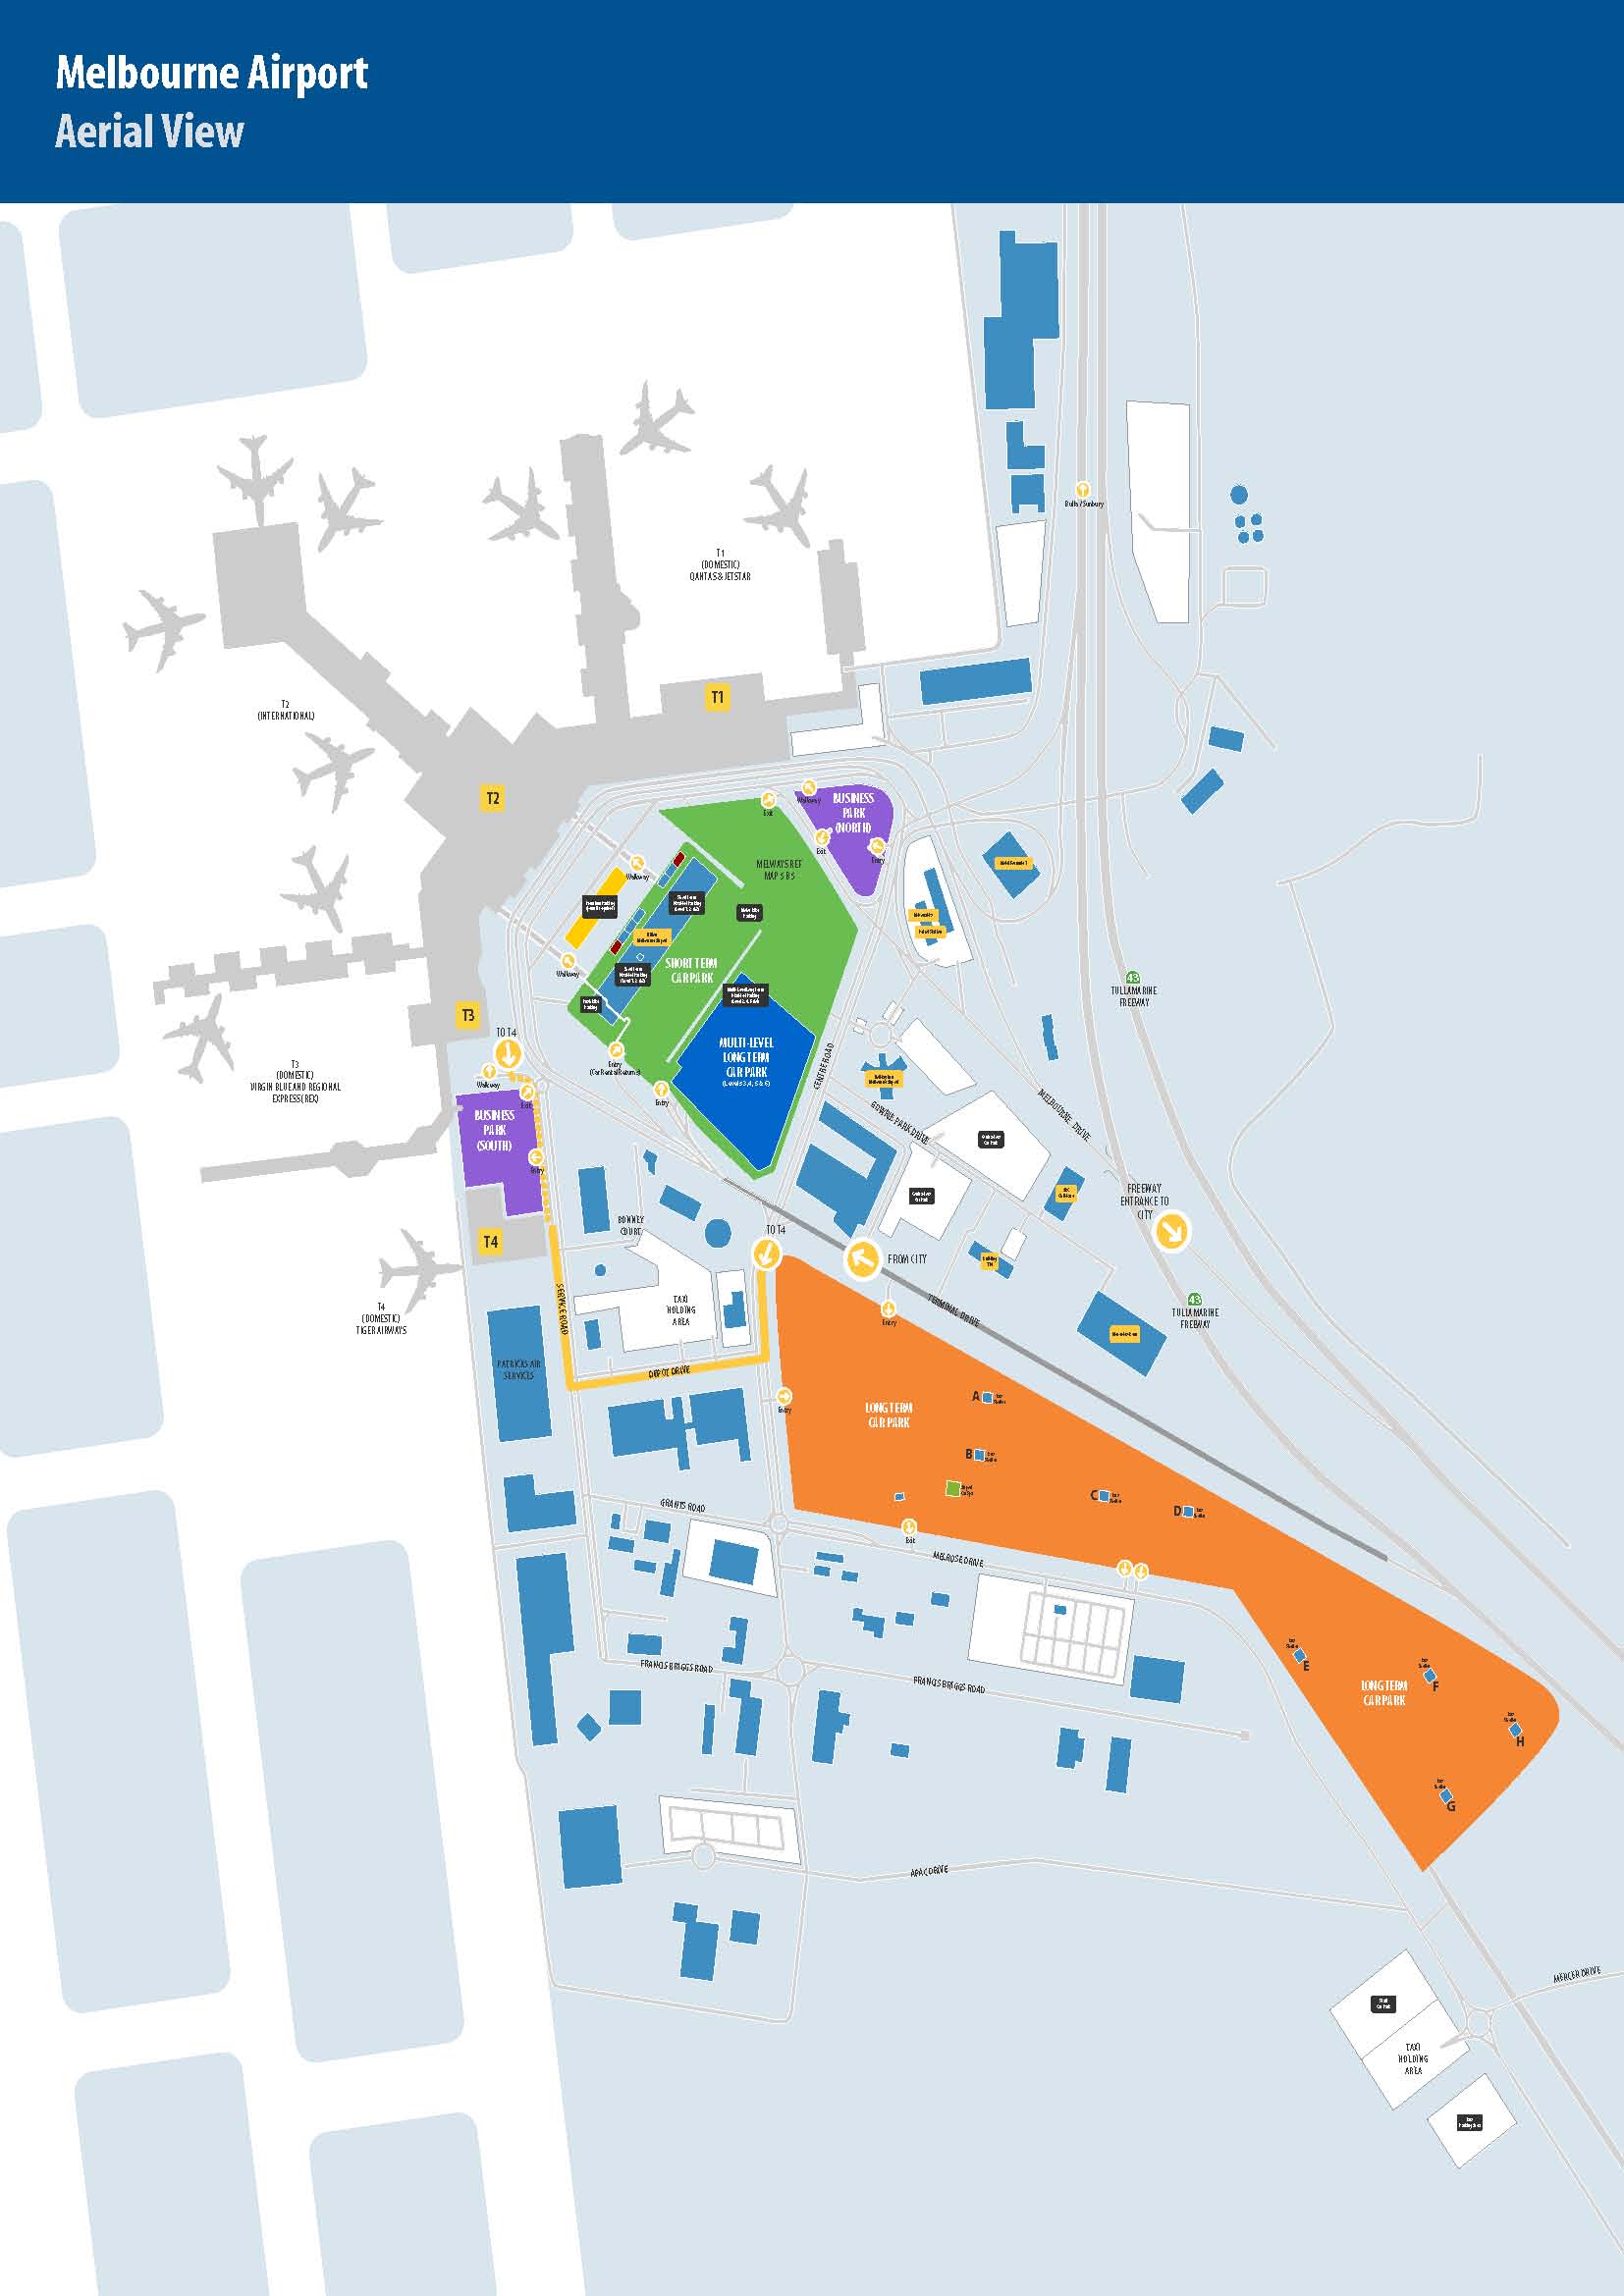 Melbourne Airport
Aerial View
Bulla / Sunbury
T1
(DOMESTIC)
QANTAS & JETSTAR
T1
T2
(INTERNATIONAL)
T2
Exit
Walkway
BUSINESS
PARK
(NORTH)
Exit
Entry
MELWAYS REF
MAP 5 B5
Walkway
Walkway
SHORT TERM
CAR PARK
T3
TO T4
T3
(DOMESTIC)
VIRGIN BLUE AND REGIONAL
EXPRESS (REX)
Walkway
Exit
Entry
(Car Rental Returns)
Entry
MULTI-LEVEL
LONG TERM
CAR PARK
(Levels 3, 4, 5 & 6)
CENTRE ROAD
43
TULLAMARINE
FREEWAY
GOWRIE PARK DRIVE
MELBOURNE DRIVE
BUSINESS
PARK
(SOUTH)
Entry
FREEWAY
ENTRANCE TO
CITY
T4
TO T4
FROM CITY
T4
(DOMESTIC)
TIGER AIRWAYS
SERVICE ROAD
TAXI
HOLDING
AREA
Entry
TERMINAL DRIVE
43
TULLAMARINE
FREEWAY
PATRICKS AIR
SERVICES
DEPOT DRIVE
Entry
LONG TERM
CAR PARK
A
B
C
D
GRANTS ROAD
Exit
MELROSE DRIVE
FRANCIS BRIGGS ROAD
FRANCIS BRIGGS ROAD
E
F
LONG TERM
CAR PARK
H
G
APAC DRIVE
MERCER DRIVE
TAXI
HOLDING
AREA